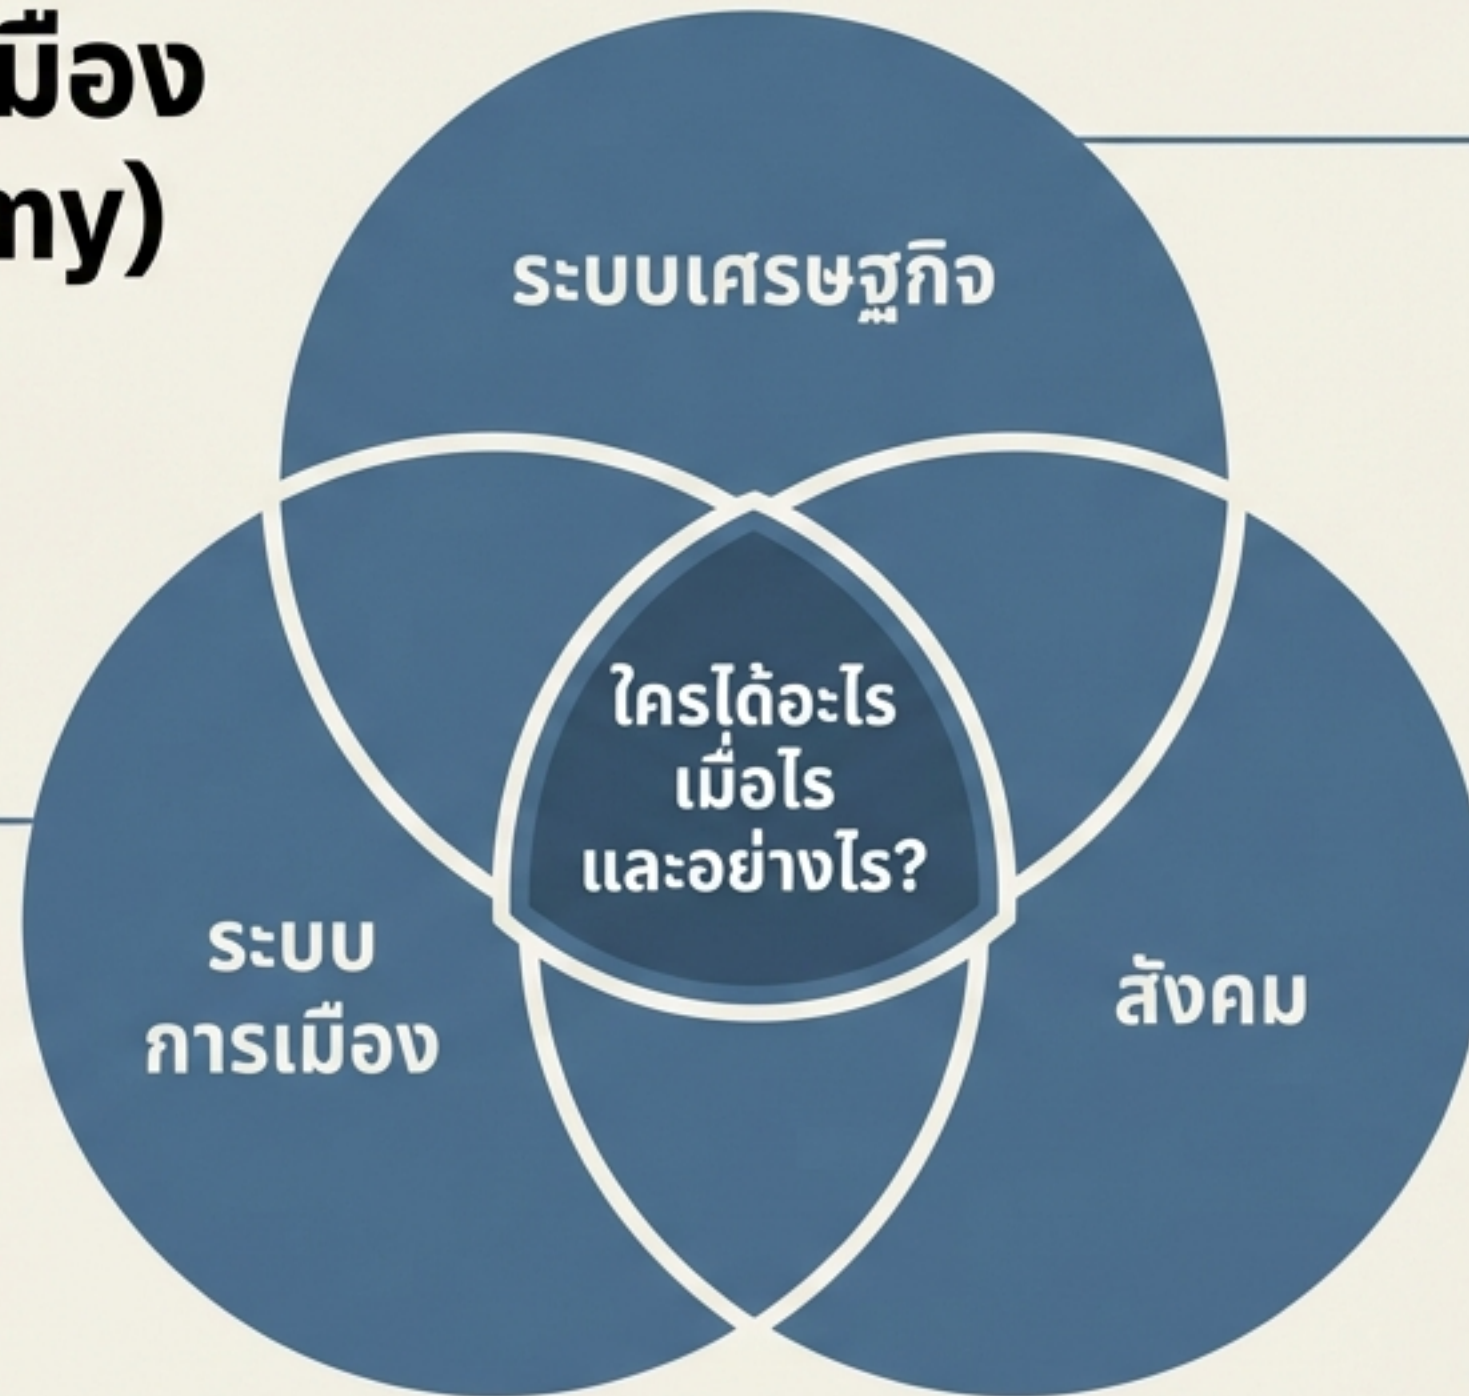 มือง
my)
ระบบเศรษฐกิจ
ใครได้อะไร
เมื่อไร
และอย่างไร?
ระบบ
การเมือง
สังคม